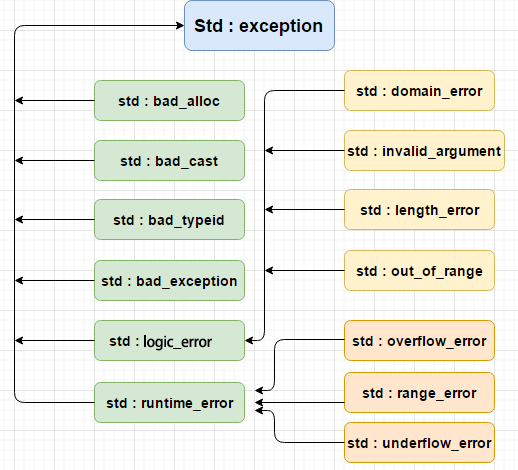 Std : exception
std : bad_alloc
std : domain_error
std : bad_cast
std : invalid_argument
std : bad_typeid
std : length_error
std : bad_exception
std : out_of_range
std : logic_error
std : overflow_error
std : runtime_error
std : range_error
std : underflow_error